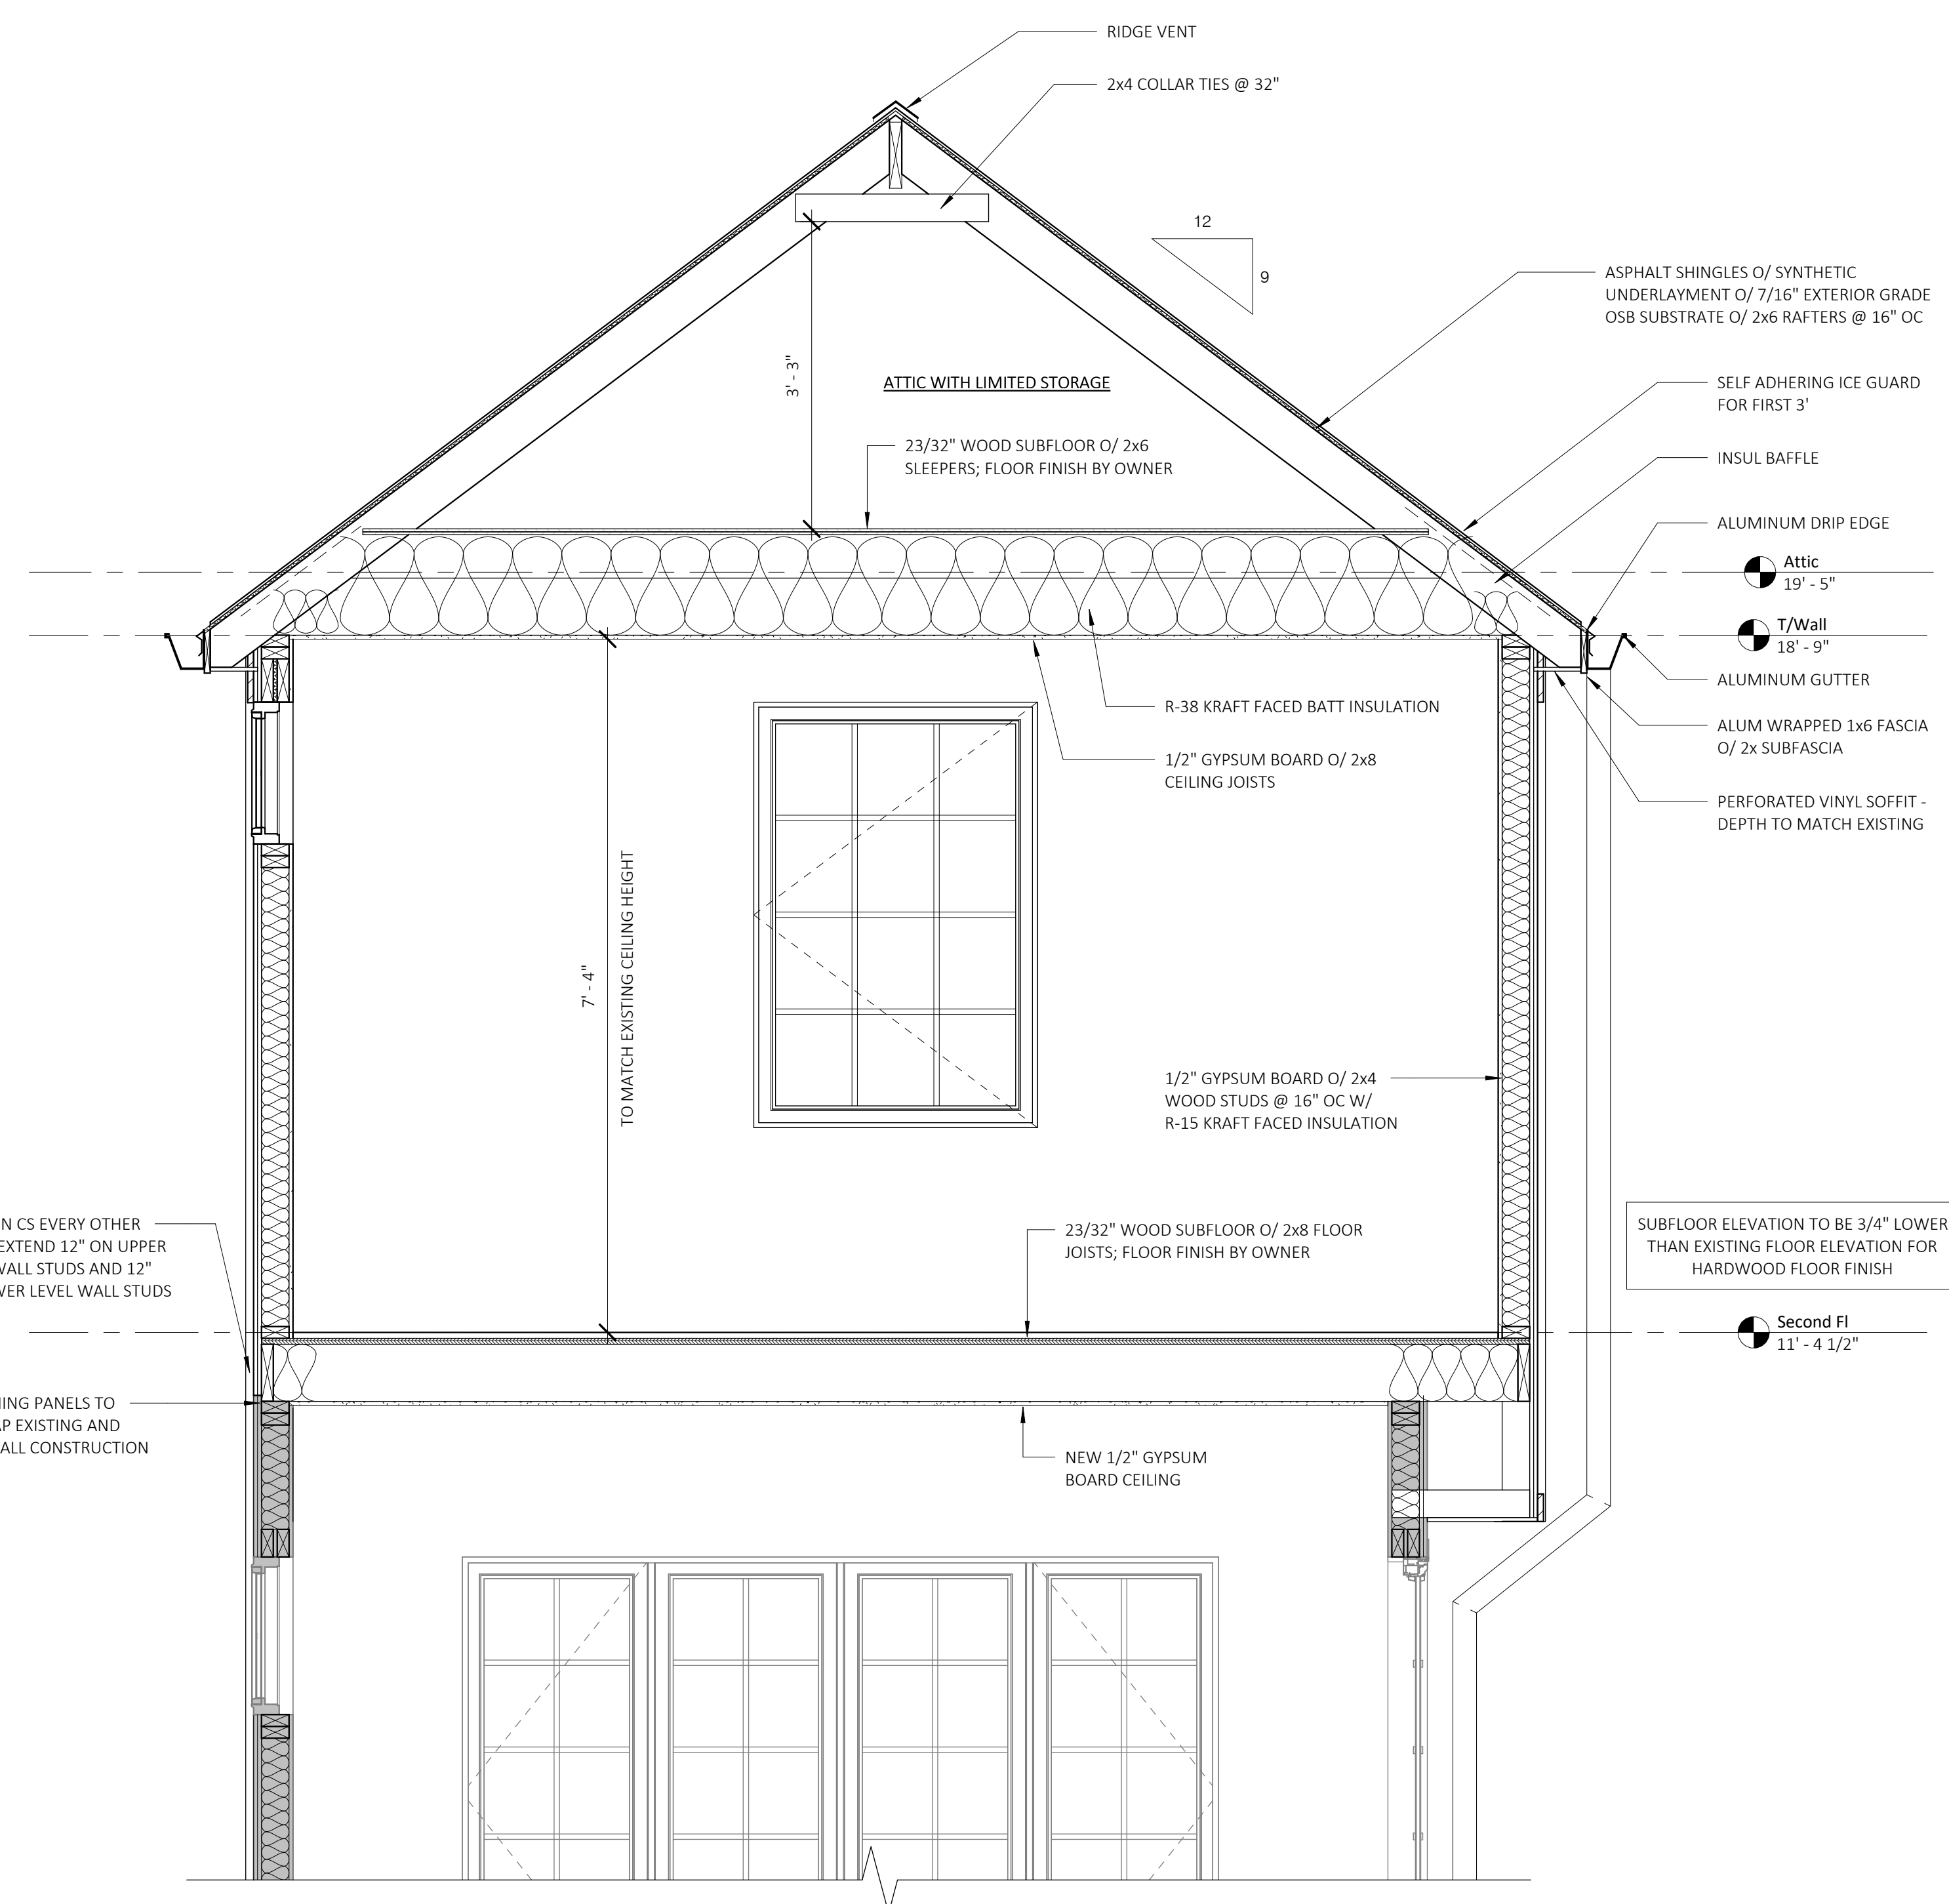 RIDGE VENT
2x4 COLLAR TIES @ 32"
12
9
ASPHALT SHINGLES O/ SYNTHETIC
UNDERLAYMENT O/ 7/16" EXTERIOR GRADE
OSB SUBSTRATE O/ 2x6 RAFTERS @ 16" OC
3' - 3"
ATTIC WITH LIMITED STORAGE
SELF ADHERING ICE GUARD
FOR FIRST 3'
23/32" WOOD SUBFLOOR O/ 2x6
SLEEPERS; FLOOR FINISH BY OWNER
INSUL BAFFLE
ALUMINUM DRIP EDGE
Attic
19' - 5"
T/Wall
18' - 9"
ALUMINUM GUTTER
R-38 KRAFT FACED BATT INSULATION
ALUM WRAPPED 1x6 FASCIA
O/ 2x SUBFASCIA
1/2" GYPSUM BOARD O/ 2x8
CEILING JOISTS
PERFORATED VINYL SOFFIT -
DEPTH TO MATCH EXISTING
7' - 4"
TO MATCH EXISTING CEILING HEIGHT
1/2" GYPSUM BOARD O/ 2x4
WOOD STUDS @ 16" OC W/
R-15 KRAFT FACED INSULATION
N CS EVERY OTHER
EXTEND 12" ON UPPER
WALL STUDS AND 12"
WER LEVEL WALL STUDS
23/32" WOOD SUBFLOOR O/ 2x8 FLOOR
JOISTS; FLOOR FINISH BY OWNER
SUBFLOOR ELEVATION TO BE 3/4" LOWER
THAN EXISTING FLOOR ELEVATION FOR
HARDWOOD FLOOR FINISH
Second Fl
11' - 4 1/2"
ING PANELS TO
AP EXISTING AND
ALL CONSTRUCTION
NEW 1/2" GYPSUM
BOARD CEILING